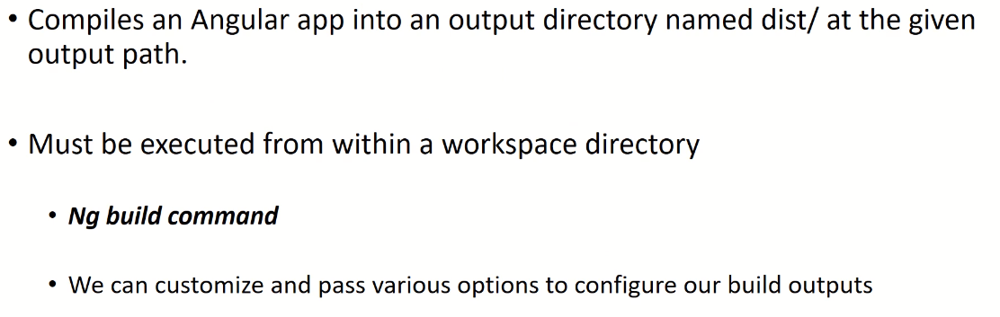 • Compiles an Angular app into an output directory named dist/ at the given
output path.
• Must be executed from within a workspace directory
• Ng build command
• We can customize and pass various options to configure our build outputs